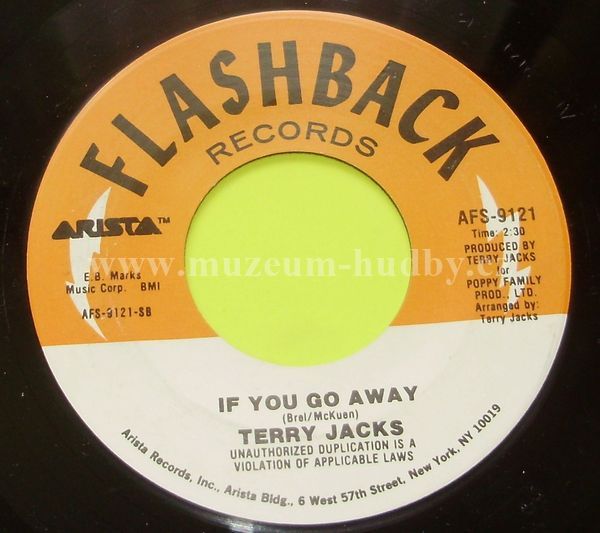 FLASHBACK
RECORDS
ARISTA™
E.B. Marks
Music Corp. BMI
AFS-9121-SB
AFS-9121
Time: 2:30
PRODUCED BY
TERRY JACKS
for
POPPY FAMILY
PROD., LTD.
Arranged by:
Terry Jacks
www.muzeum-hudby.c
IF YOU GO AWAY
(Brel/McKuen)
TERRY JACKS
UNAUTHORIZED DUPLICATION IS A
VIOLATION OF APPLICABLE LAWS
Arista Records, Inc., Arista Bldg., 6 West 57th Street, New York, NY 10019